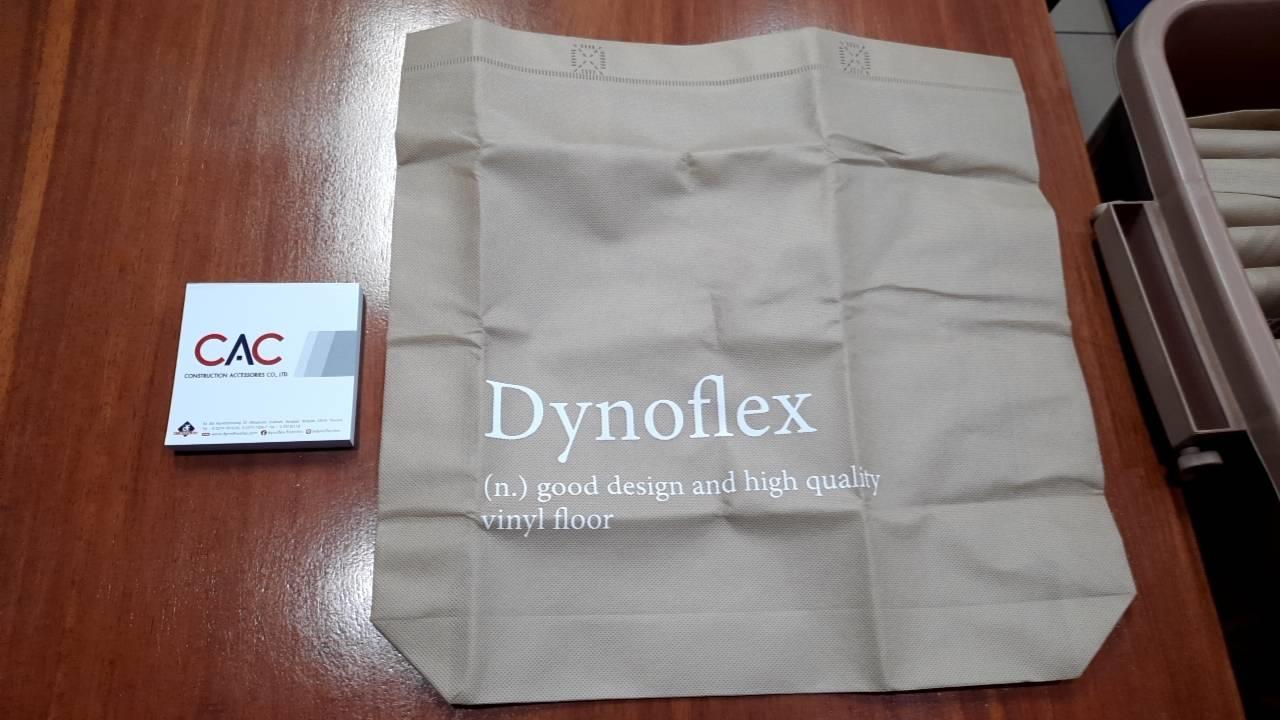 CAC
CONSTRUCTION ACCESSORIES CO., LTD.
Dynoflex
(n.) good design and high quality
vinyl floor